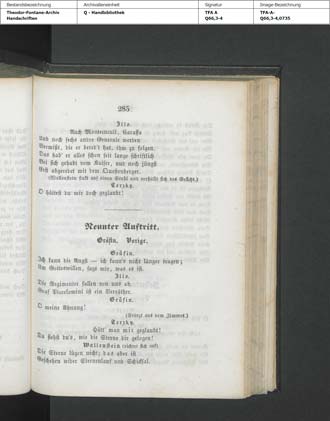 Bestandsbezeichnung
Theodor-Fontane-Archiv
Handschriften
Archivalieneinheit
Q - Handbibliothek
Signatur
TFA A
Q66,3-4
Image-Bezeichnung
TFA-A-
Q66,3-4,0735
285
Illo.
Auch Montecuculi, Caraffa
Und noch sechs andre Generale werden
Vermißt, die er beredt hat, ihm zu folgen.
Das hab' er alles schon seit lange schriftlich
Bei sich gehabt vom Kaiser, und noch jüngst
Erst abgeredet mit dem Questenberger.
(Wallenstein sinkt auf einen Stuhl und verhüllt sich das Gesicht.)
Terzky.
O hättest du mir doch geglaubt!
Neunter Auftritt.
Gräfin. Vorige.
Gräfin.
Ich kann die Angst — ich kann's nicht länger tragen;
Um Gotteswillen, sagt mir, was es ist.
Illo.
Die Regimenter fallen von uns ab.
Graf Piccolomini ist ein Verräther.
Gräfin.
O meine Ahnung!
(Stürzt aus dem Zimmer.)
Terzky.
Hätt' man mir geglaubt!
Da siehst du's, wie die Sterne dir gelogen!
Wallenstein (richtet sich auf).
Die Sterne lügen nicht; das aber ist
Geschehen wider Sternenlauf und Schicksal.